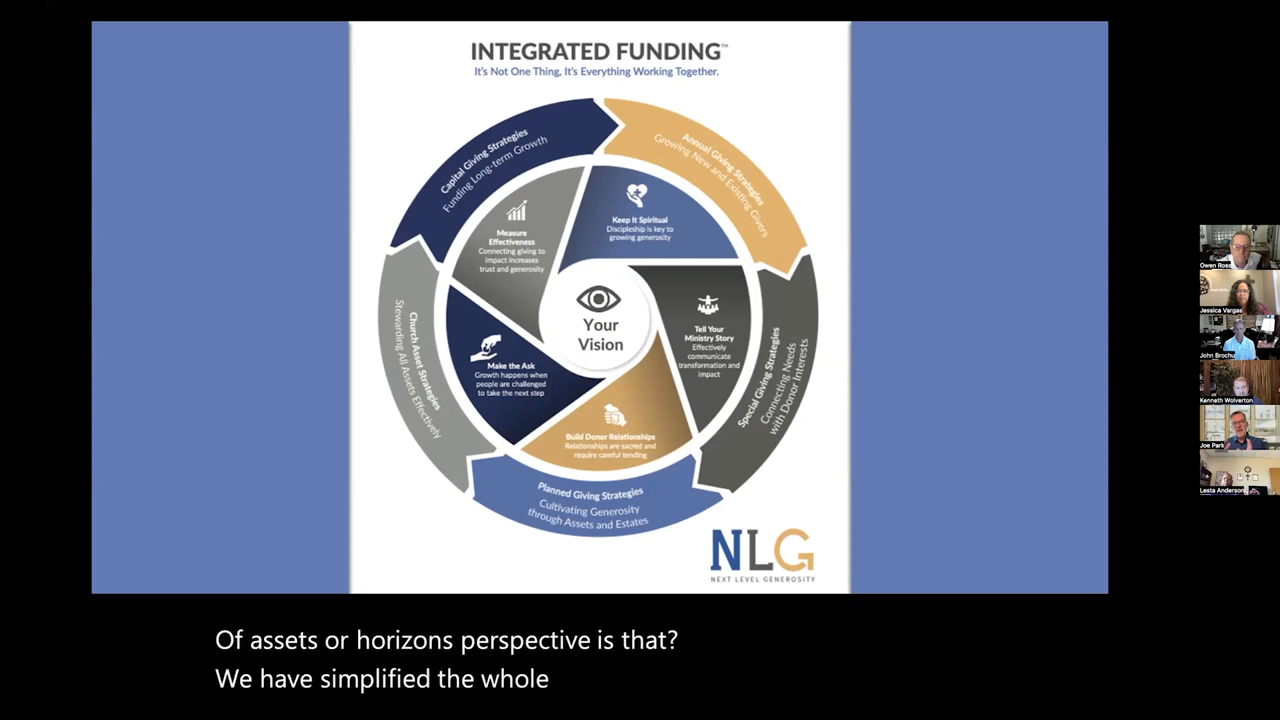 INTEGRATED FUNDING™
It's Not One Thing, It's Everything Working Together.
Capital Giving Strategies
Funding Long-term Growth
Annual Giving Strategies
Growing New and Existing Givers
Measure
Effectiveness
Connecting giving to
impact increases
trust and generosity
Keep It Spiritual
Discipleship is key to
growing generosity
Your
Vision
Tell Your
Ministry Story
Effectively
communicate
transformation and
impact
Special Giving Strategies
Connecting Needs
with Donor Interests
Church Asset Strategies
Stewarding All Assets Effectively
Make the Ask
Growth happens when
people are challenged
to take the next step
Build Donor Relationships
Relationships are sacred and
require careful tending
Planned Giving Strategies
Cultivating Generosity
through Assets and Estates
NLG
NEXT LEVEL GENEROSITY
Owen Ross
Jessica Vargas
John Brochu
Kenneth Wolverton
Joe Park
Lesta Anderson
Of assets or horizons perspective is that?
We have simplified the whole